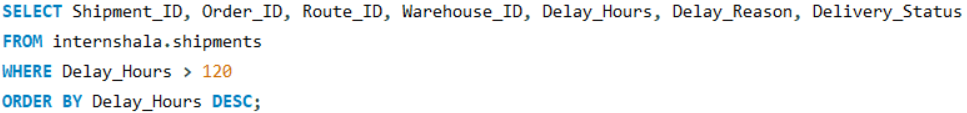 SELECT Shipment_ID, Order_ID, Route_ID, Warehouse_ID, Delay_Hours, Delay_Reason, Delivery_Status
FROM internshala.shipments
WHERE Delay_Hours > 120
ORDER BY Delay_Hours DESC;